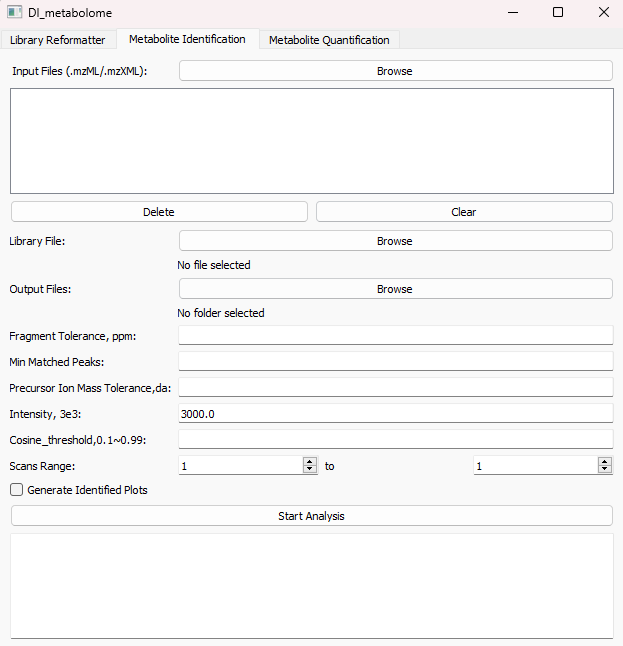 DI_metabolome
Library Reformatter Metabolite Identification Metabolite Quantification
Input Files (.mzML/.mzXML): Browse
Delete Clear
Library File: Browse
No file selected
Output Files: Browse
No folder selected
Fragment Tolerance, ppm:
Min Matched Peaks:
Precursor Ion Mass Tolerance,da:
Intensity, 3e3: 3000.0
Cosine_threshold,0.1~0.99:
Scans Range: 1 to 1
Generate Identified Plots
Start Analysis